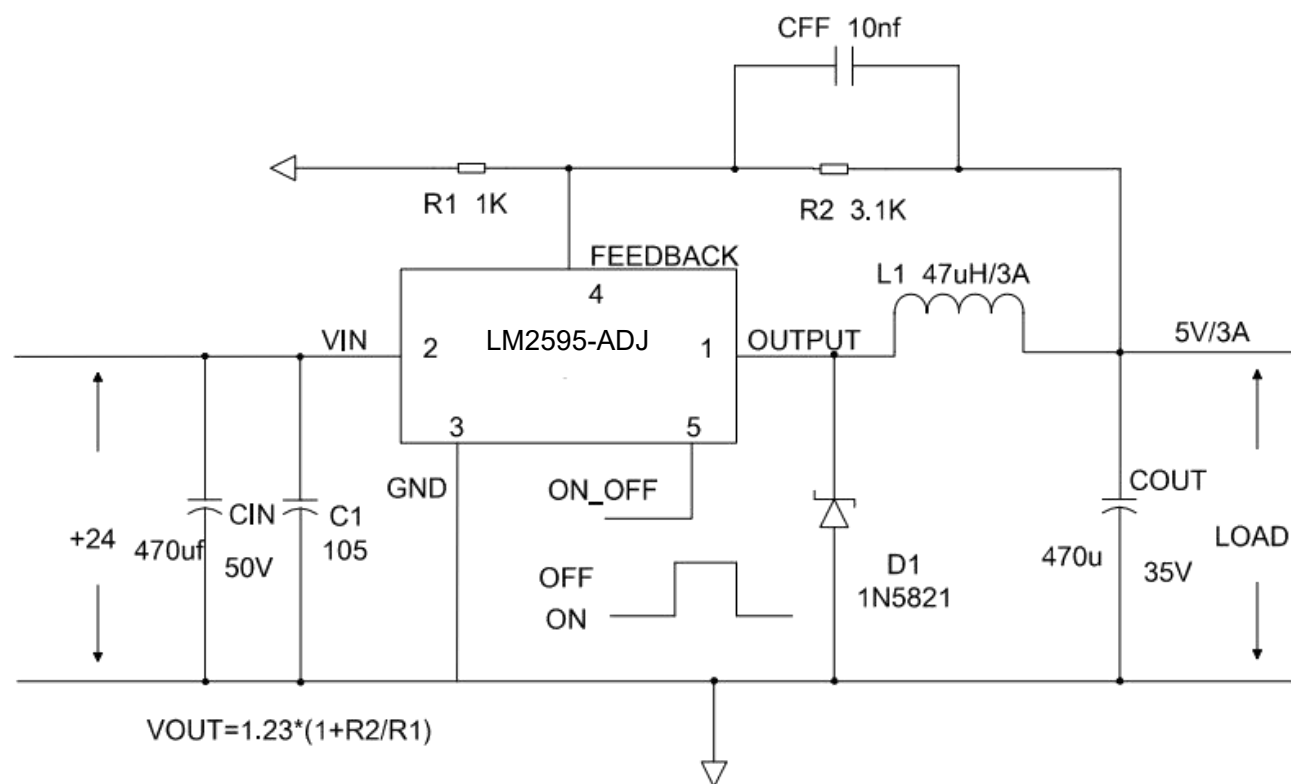 CFF 10nf
R1 1K
R2 3.1K
FEEDBACK
L1 47uH/3A
4
VIN
2
LM2595-ADJ
1
OUTPUT
5V/3A
3
5
GND
ON_OFF
COUT
+24
470uf
CIN
50V
C1
105
OFF
ON
D1
1N5821
470u
35V
LOAD
VOUT=1.23*(1+R2/R1)